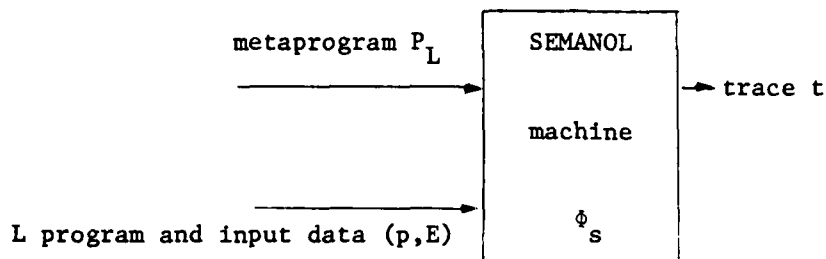 metaprogram P_L
SEMANOL
trace t
machine
L program and input data (p,E)
Φ_s